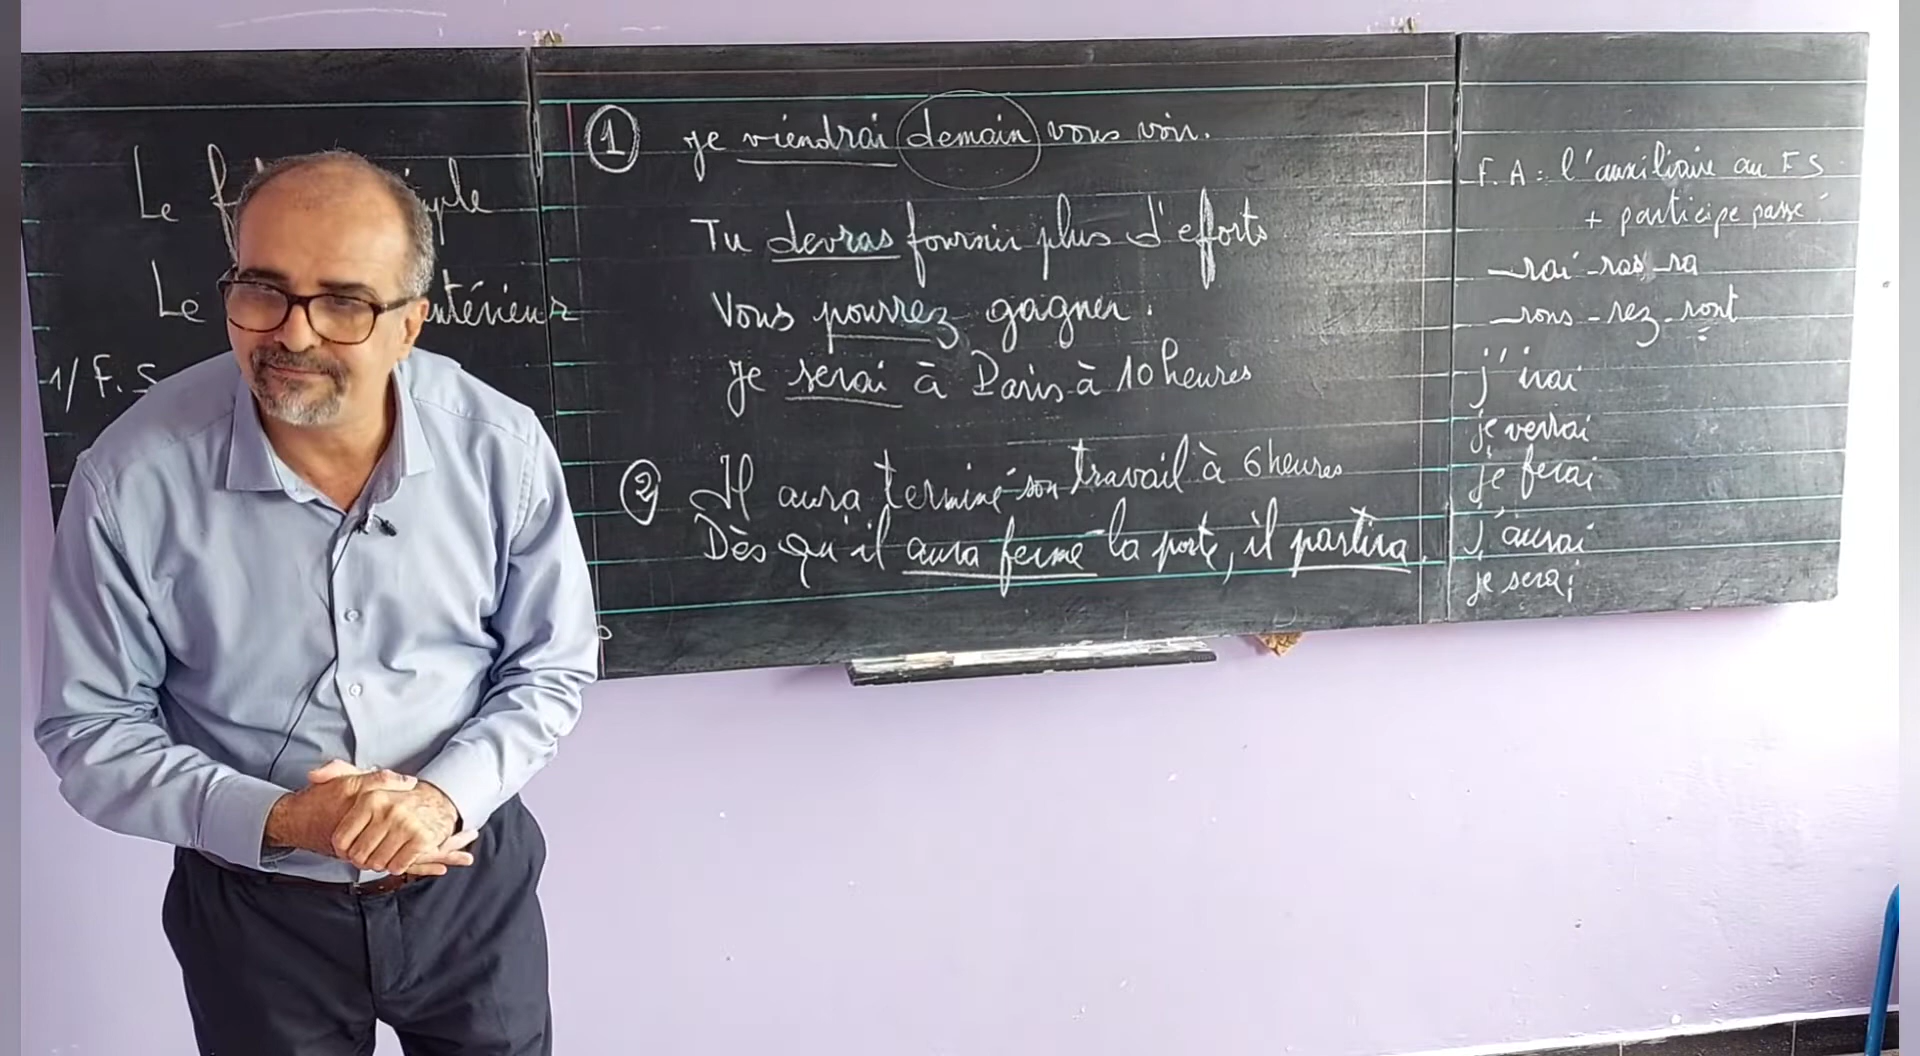 Le f mple
Le antérieur
1/ F.S
1 je viendrai demain vous voir.
Tu devras fournir plus d'efforts
Vous pourrez gagner.
Je serai à Paris à 10 heures
2 Il aura terminé son travail à 6 heures
Dès qu'il aura fermé la porte, il partira.
F.A : l'auxiliaire au F S
+ participe passé
-rai -ras -ra
-rons -rez -ront
j'irai
je verrai
je ferai
j'aurai
je serai